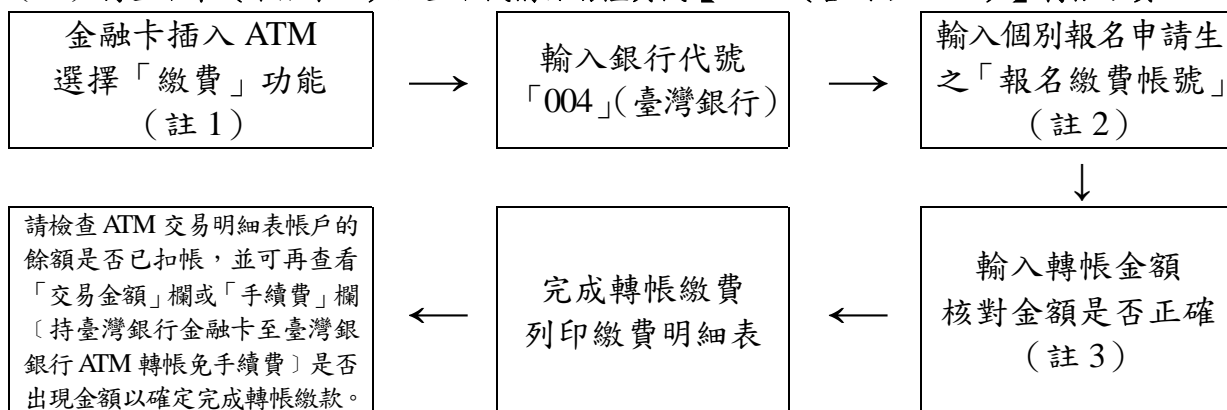 金融卡插入 ATM
選擇「繳費」功能
(註 1)
輸入銀行代號
「004」(臺灣銀行)
輸入個別報名申請生
之「報名繳費帳號」
(註 2)
輸入轉帳金額
核對金額是否正確
(註 3)
完成轉帳繳費
列印繳費明細表
請檢查 ATM 交易明細表帳戶的
餘額是否已扣帳,並可再查看
「交易金額」欄或「手續費」欄
〔持臺灣銀行金融卡至臺灣銀
銀行 ATM 轉帳免手續費〕是否
出現金額以確定完成轉帳繳款。